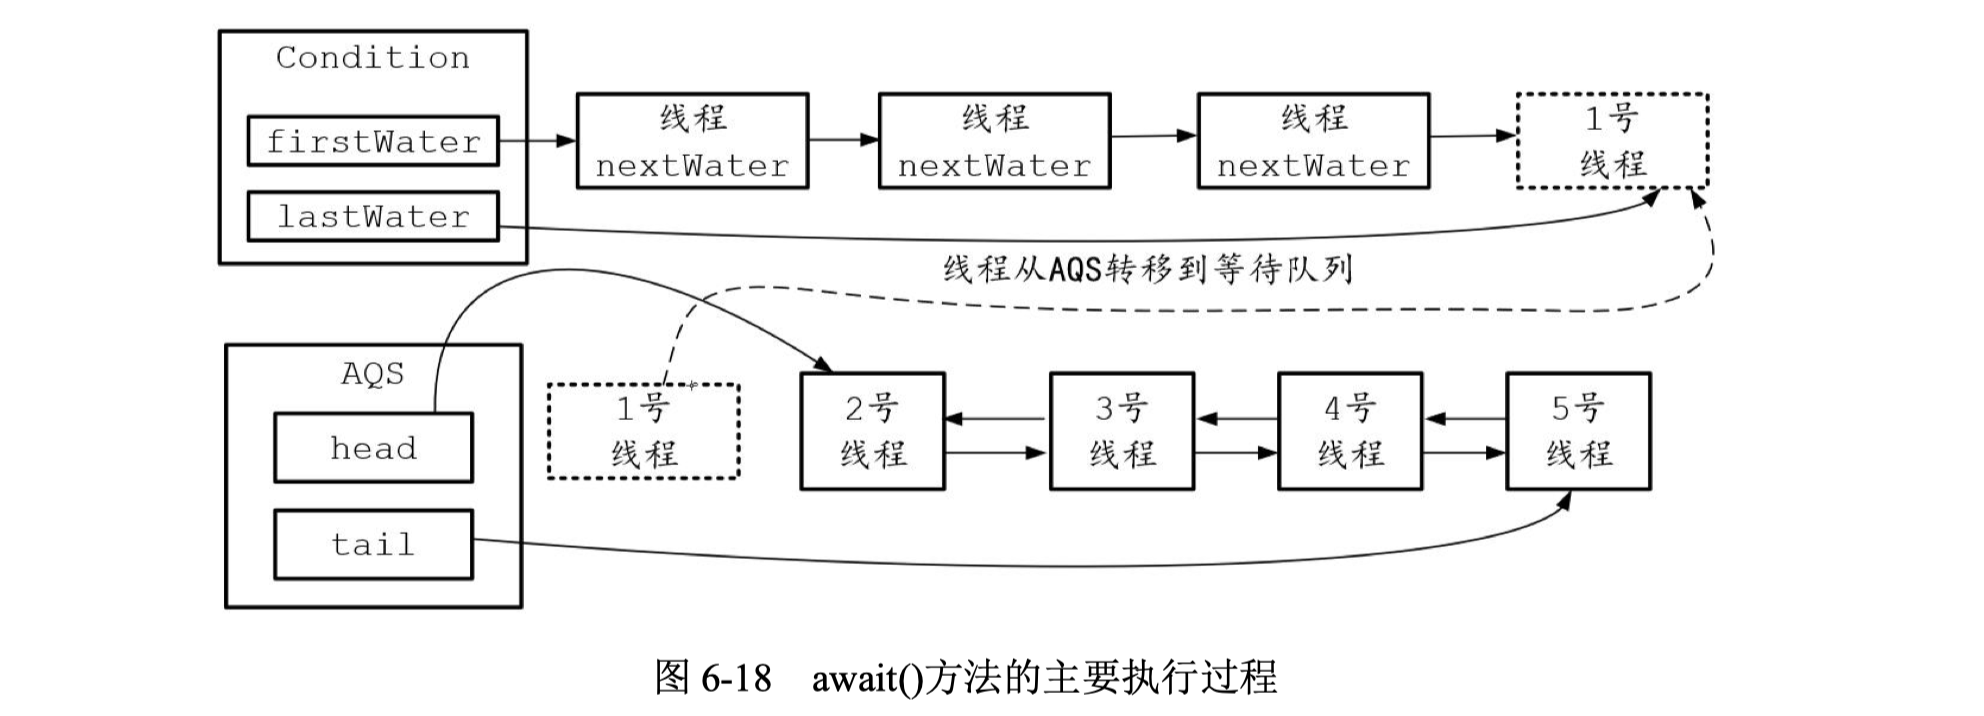 Condition
firstWater
lastWater
线程
nextWater
线程
nextWater
线程
nextWater
1号
线程
线程从AQS转移到等待队列
AQS
head
tail
1号
线程
2号
线程
3号
线程
4号
线程
5号
线程
图 6-18 await()方法的主要执行过程